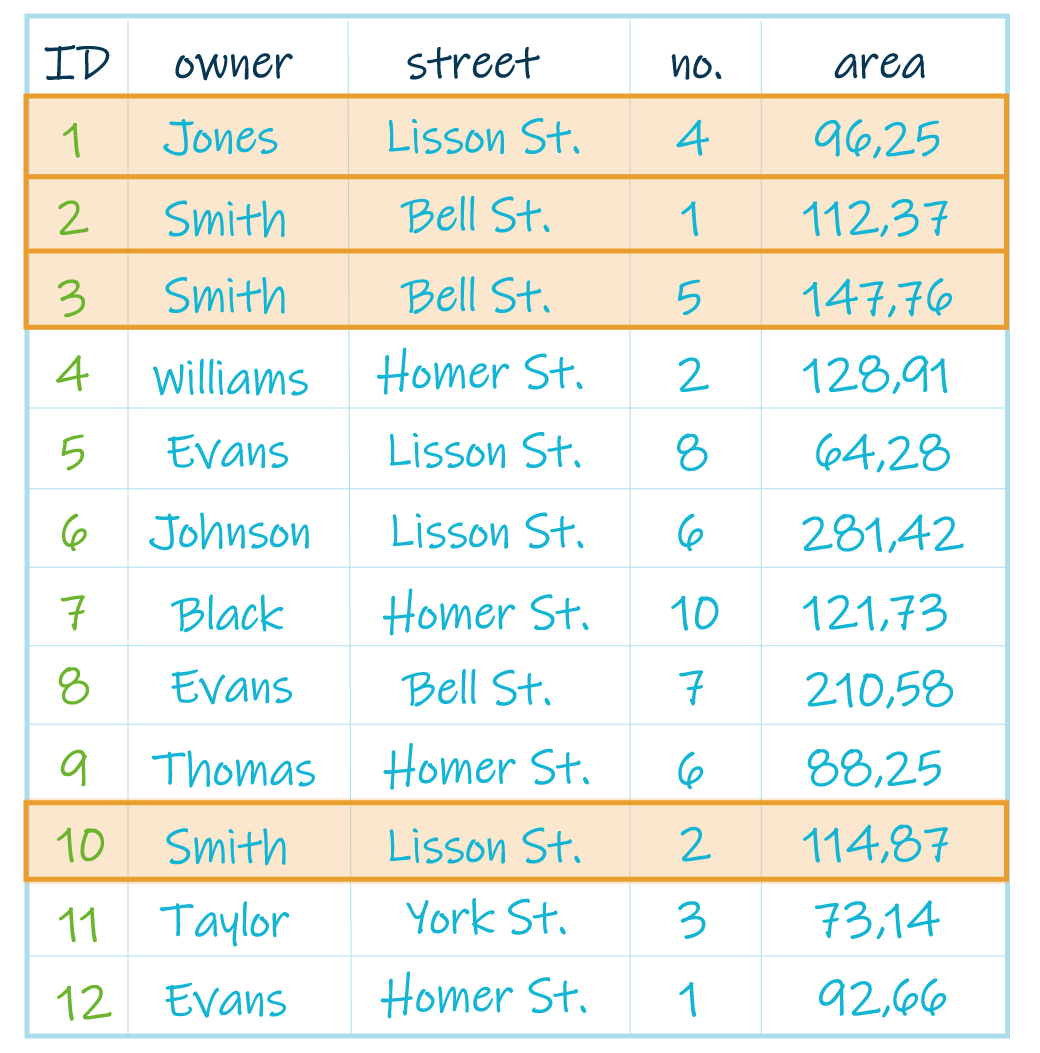 ID owner street no. area
1 Jones Lisson St. 4 96,25
2 Smith Bell St. 1 112,37
3 Smith Bell St. 5 147,76
4 Williams Homer St. 2 128,91
5 Evans Lisson St. 8 64,28
6 Johnson Lisson St. 6 281,42
7 Black Homer St. 10 121,73
8 Evans Bell St. 7 210,58
9 Thomas Homer St. 6 88,25
10 Smith Lisson St. 2 114,87
11 Taylor York St. 3 73,14
12 Evans Homer St. 1 92,66